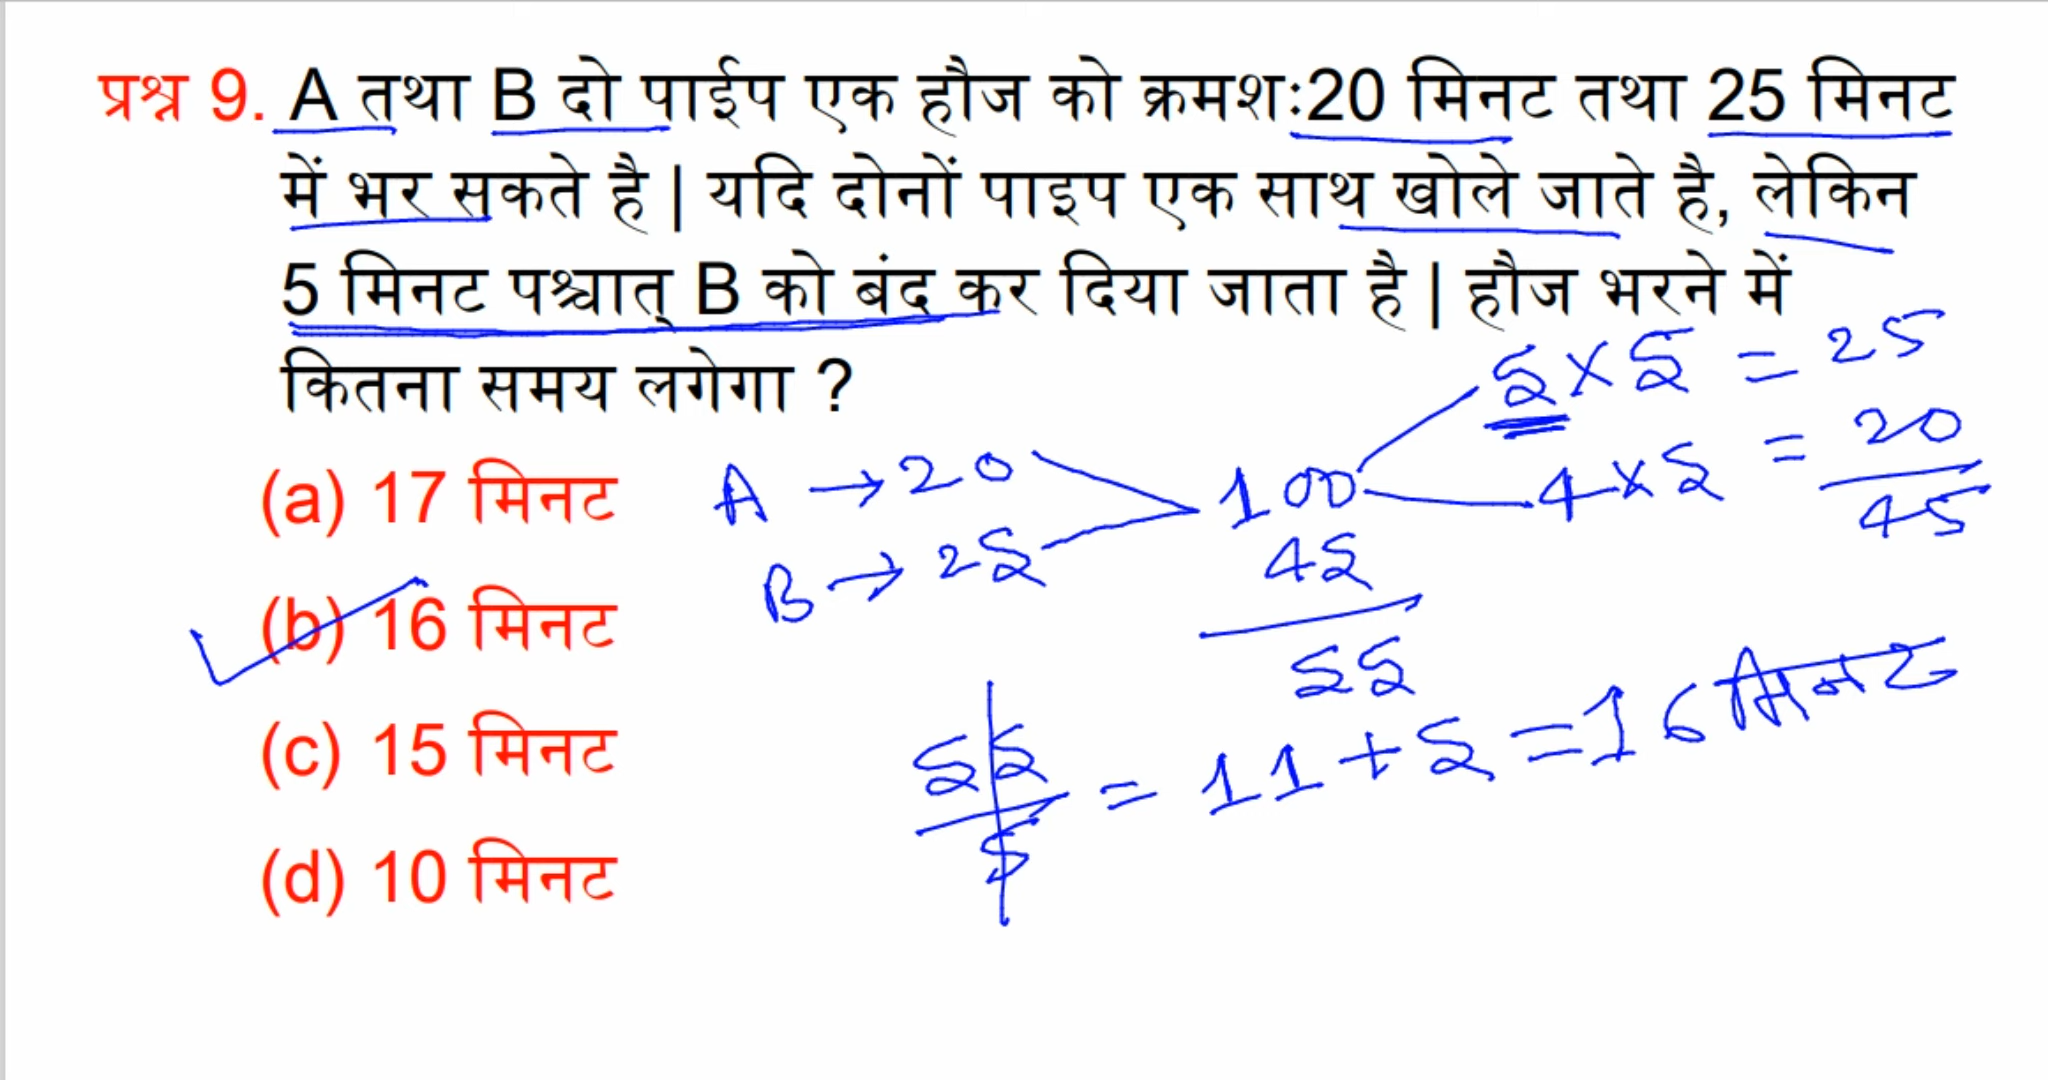 प्रश्न 9. A तथा B दो पाईप एक हौज को क्रमशः20 मिनट तथा 25 मिनट
में भर सकते है | यदि दोनों पाइप एक साथ खोले जाते है, लेकिन
5 मिनट पश्चात् B को बंद कर दिया जाता है | हौज भरने में
कितना समय लगेगा ?
(a) 17 मिनट
(b) 16 मिनट
(c) 15 मिनट
(d) 10 मिनट
A → 20
B → 25
100
45
55
5 × 5 = 25
4 × 5 = 20
45
55/5 = 11 + 5 = 16 मिनट